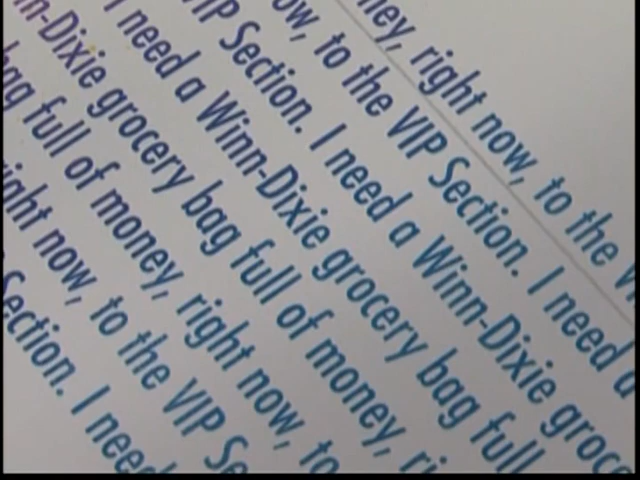 ney, right now, to the V
ow, to the VIP Section. I need a
VIP Section. I need a Winn-Dixie groce
I need a Winn-Dixie grocery bag full
n-Dixie grocery bag full of money, ri
bag full of money, right now, to
right now, to the VIP Se
Section. I need